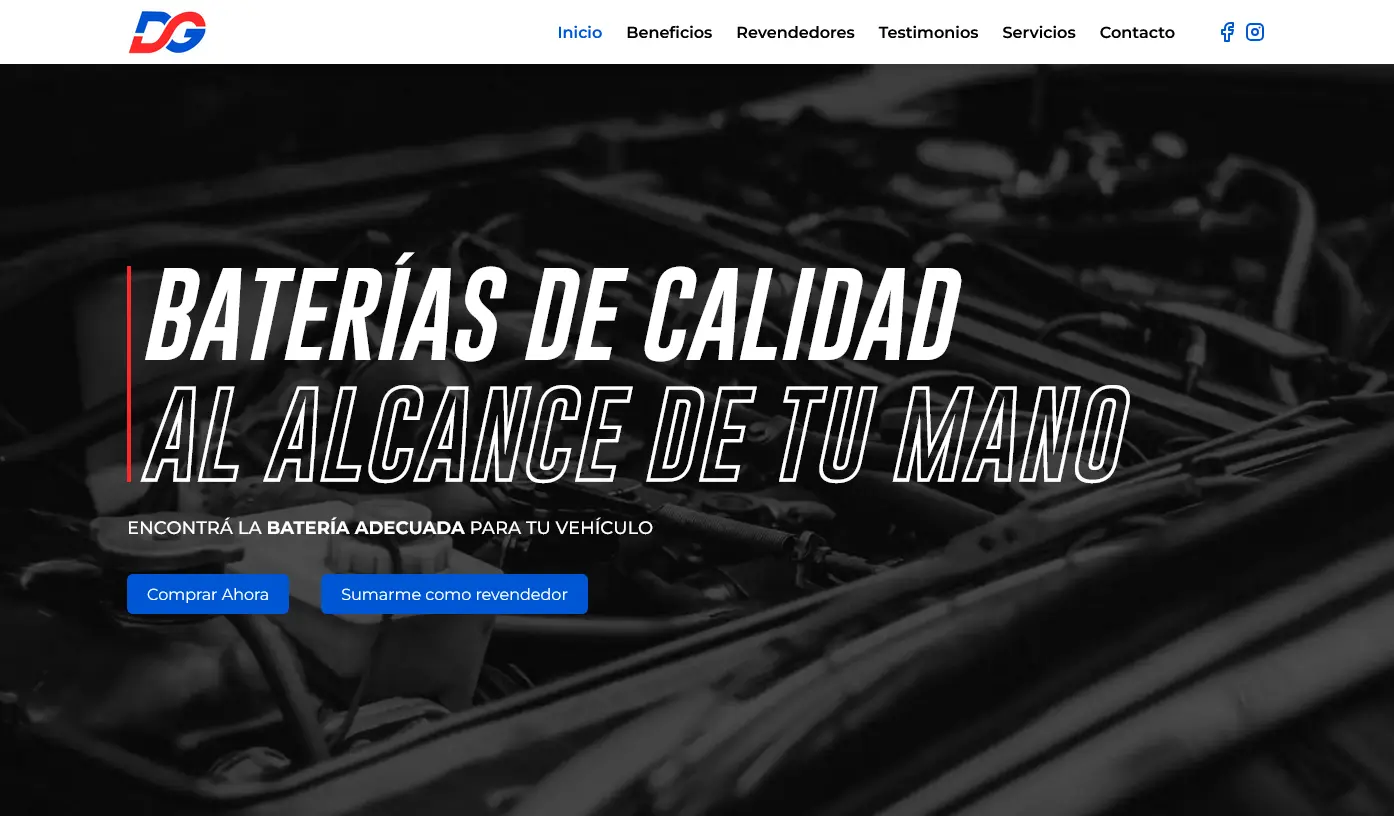 DG
Inicio Beneficios Revendedores Testimonios Servicios Contacto
BATERÍAS DE CALIDAD
AL ALCANCE DE TU MANO
ENCONTRÁ LA BATERÍA ADECUADA PARA TU VEHÍCULO
Comprar Ahora Sumarme como revendedor